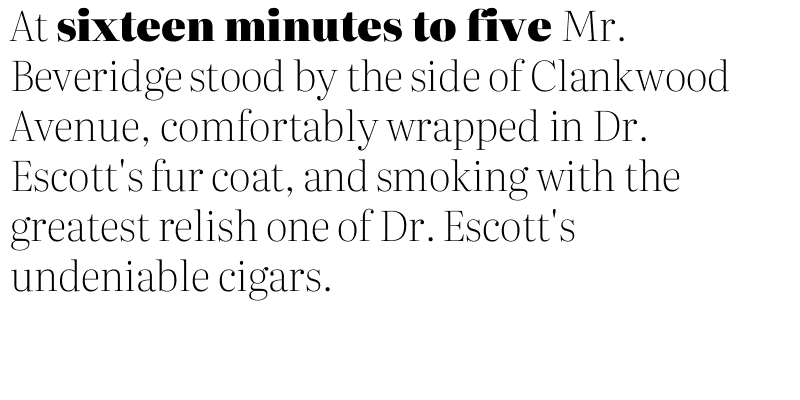 At sixteen minutes to five Mr.
Beveridge stood by the side of Clankwood
Avenue, comfortably wrapped in Dr.
Escott's fur coat, and smoking with the
greatest relish one of Dr. Escott's
undeniable cigars.